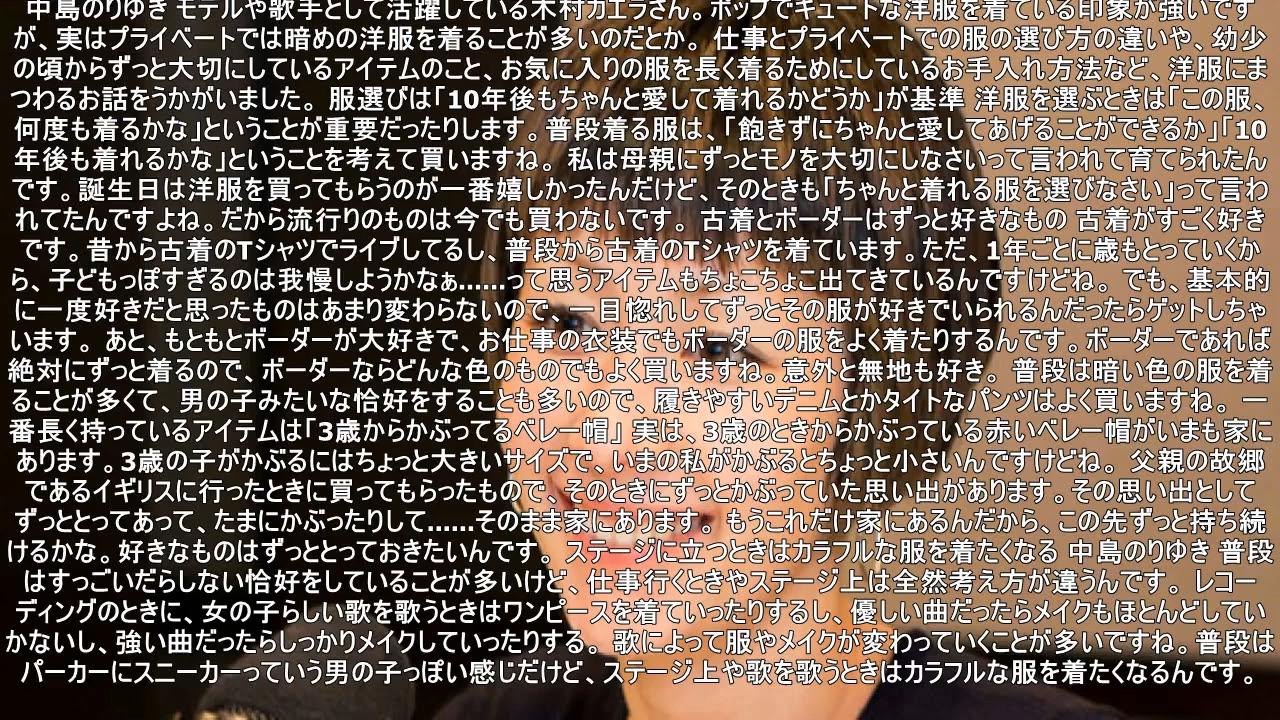 中島のりゆき モデルや歌手として活躍している木村カエラさん。ポップでキュートな洋服を着ている印象が強いです
が、実はプライベートでは暗めの洋服を着ることが多いのだとか。仕事とプライベートでの服の選び方の違いや、幼少
の頃からずっと大切にしているアイテムのこと、お気に入りの服を長く着るためにしているお手入れ方法など、洋服にま
つわるお話をうかがいました。服選びは「10年後もちゃんと愛して着れるかどうか」が基準 洋服を選ぶときは「この服、
何度も着るかな」ということが重要だったりします。普段着る服は、「飽きずにちゃんと愛してあげることができるか」「10
年後も着れるかな」ということを考えて買いますね。私は母親にずっとモノを大切にしなさいって言われて育てられたん
です。誕生日は洋服を買ってもらうのが一番嬉しかったんだけど、そのときも「ちゃんと着れる服を選びなさい」って言わ
れてたんですよね。だから流行りのものは今でも買わないです。古着とボーダーはずっと好きなもの 古着がすごく好き
です。昔から古着のTシャツでライブしてるし、普段から古着のTシャツを着ています。ただ、1年ごとに歳もとっていくか
ら、子どもっぽすぎるのは我慢しようかなぁ……って思うアイテムもちょこちょこ出てきているんですけどね。でも、基本的
に一度好きだと思ったものはあまり変わらないので、一目惚れしてずっとその服が好きでいられるんだったらゲットしちゃ
います。あと、もともとボーダーが大好きで、お仕事の衣装でもボーダーの服をよく着たりするんです。ボーダーであれば
絶対にずっと着るので、ボーダーならどんな色のものでもよく買いますね。意外と無地も好き。普段は暗い色の服を着
ることが多くて、男の子みたいな恰好をすることも多いので、履きやすいデニムとかタイトなパンツはよく買いますね。一
番長く持っているアイテムは「3歳からかぶってるベレー帽」 実は、3歳のときからかぶっている赤いベレー帽がいまも家に
あります。3歳の子がかぶるにはちょっと大きいサイズで、いまの私がかぶるとちょっと小さいんですけどね。父親の故郷
であるイギリスに行ったときに買ってもらったもので、そのときにずっとかぶっていた思い出があります。その思い出として
ずっととってあって、たまにかぶったりして……そのまま家にあります。もうこれだけ家にあるんだから、この先ずっと持ち続
けるかな。好きなものはずっととっておきたいんです。ステージに立つときはカラフルな服を着たくなる 中島のりゆき 普段
はすっごいだらしない恰好をしていることが多いけど、仕事行くときやステージ上は全然考え方が違うんです。レコー
ディングのときに、女の子らしい歌を歌うときはワンピースを着ていったりするし、優しい曲だったらメイクもほとんどしてい
かないし、強い曲だったらしっかりメイクしていったりする。歌によって服やメイクが変わっていくことが多いですね。普段は
パーカーにスニーカーっていう男の子っぽい感じだけど、ステージ上や歌を歌うときはカラフルな服を着たくなるんです。